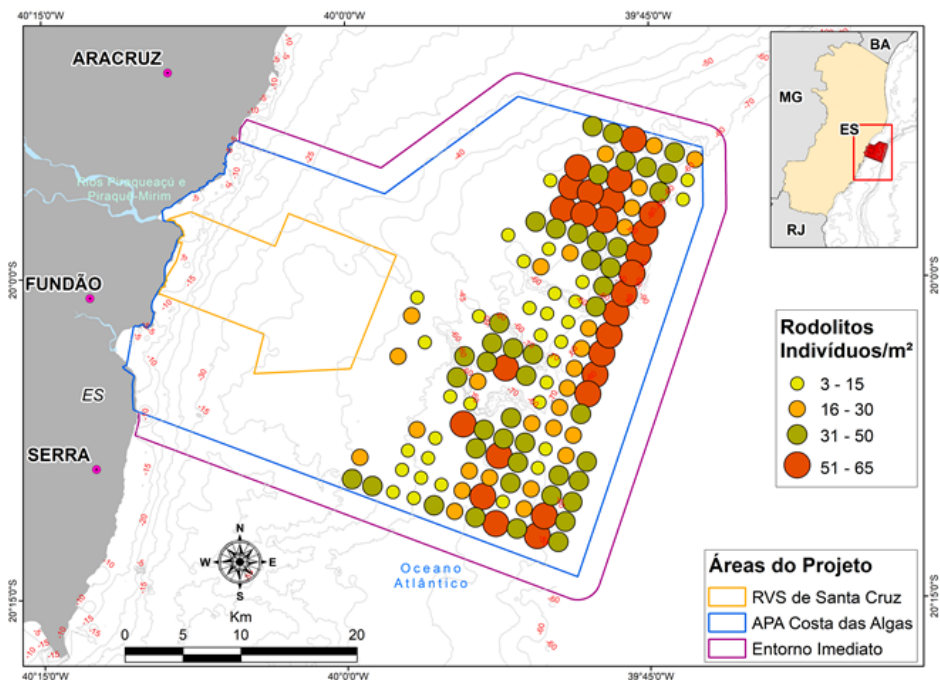 40°15'0"W
40°0'0"W
39°45'0"W
ARACRUZ
Rios Piraqueaçú e
Piraquê-Mirim
FUNDÃO
ES
SERRA
20°0'0"S
20°15'0"S
BA
MG
ES
RJ
20°0'0"S
20°15'0"S
Rodolitos
Indivíduos/m²
3 - 15
16 - 30
31 - 50
51 - 65
Oceano
Atlântico
N
W
E
S
Km
0
5
10
20
Áreas do Projeto
RVS de Santa Cruz
APA Costa das Algas
Entorno Imediato
40°15'0"W
40°0'0"W
39°45'0"W